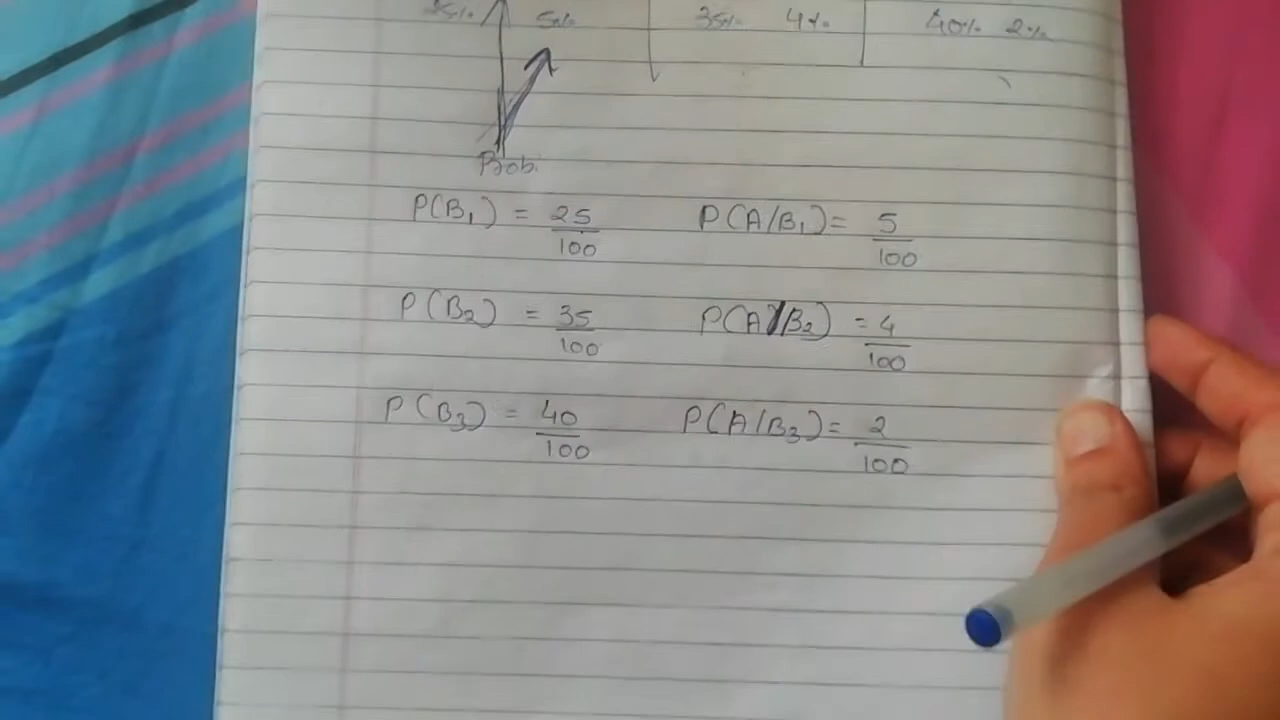 25% 5% 35% 4% 40% 2%
Prob.
P(B₁) = 25/100 P(A/B₁) = 5/100
P(B₂) = 35/100 P(A/B₂) = 4/100
P(B₃) = 40/100 P(A/B₃) = 2/100